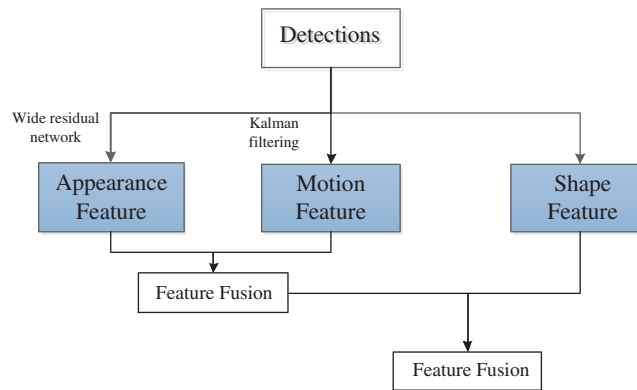 Detections
Wide residual
network
Kalman
filtering
Appearance
Feature
Motion
Feature
Shape
Feature
Feature Fusion
Feature Fusion